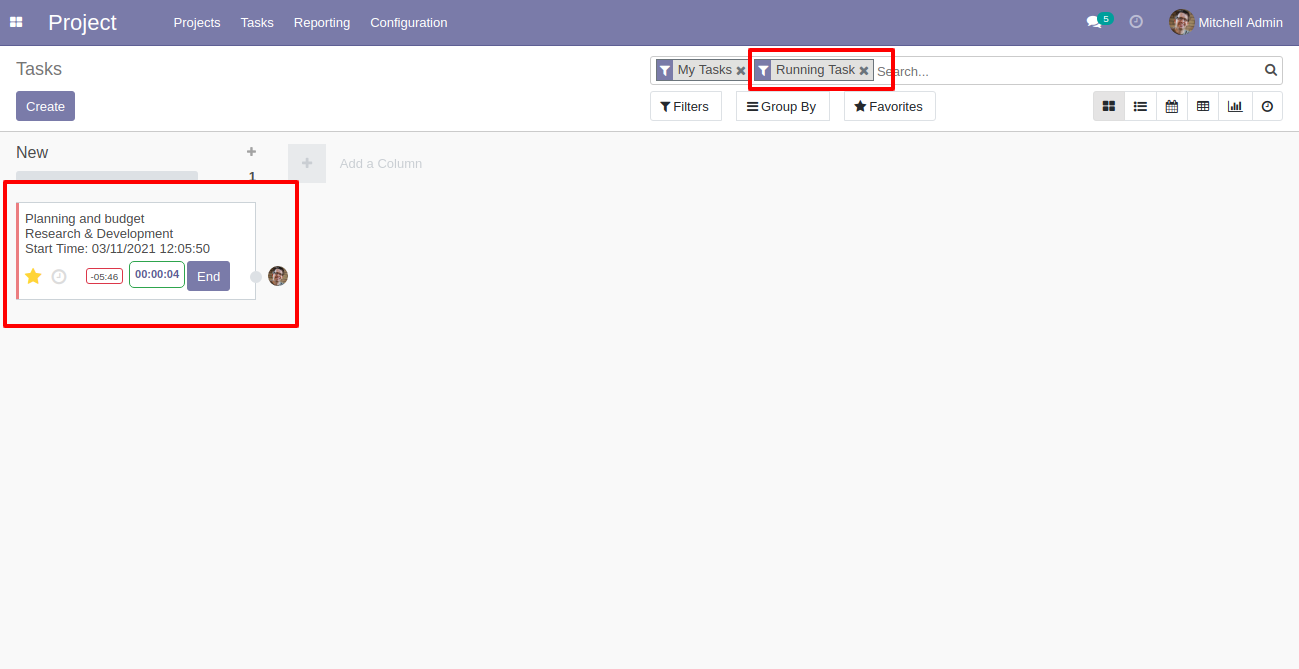 Project Projects Tasks Reporting Configuration 5 Mitchell Admin
Tasks
My Tasks Running Task Search...
Create
Filters Group By Favorites
New
Add a Column
1
Planning and budget
Research & Development
Start Time: 03/11/2021 12:05:50
-05:46 00:00:04 End